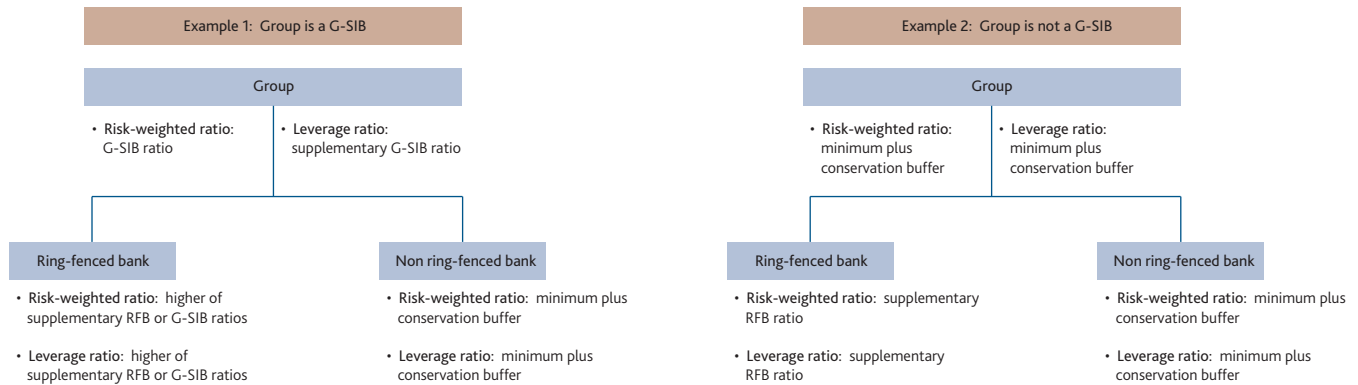 Example 1: Group is a G-SIB
Group
• Risk-weighted ratio:
G-SIB ratio
• Leverage ratio:
supplementary G-SIB ratio
Ring-fenced bank
• Risk-weighted ratio: higher of
supplementary RFB or G-SIB ratios
• Leverage ratio: higher of
supplementary RFB or G-SIB ratios
Non ring-fenced bank
• Risk-weighted ratio: minimum plus
conservation buffer
• Leverage ratio: minimum plus
conservation buffer
Example 2: Group is not a G-SIB
Group
• Risk-weighted ratio:
minimum plus
conservation buffer
• Leverage ratio:
minimum plus
conservation buffer
Ring-fenced bank
• Risk-weighted ratio: supplementary
RFB ratio
• Leverage ratio: supplementary
RFB ratio
Non ring-fenced bank
• Risk-weighted ratio: minimum plus
conservation buffer
• Leverage ratio: minimum plus
conservation buffer